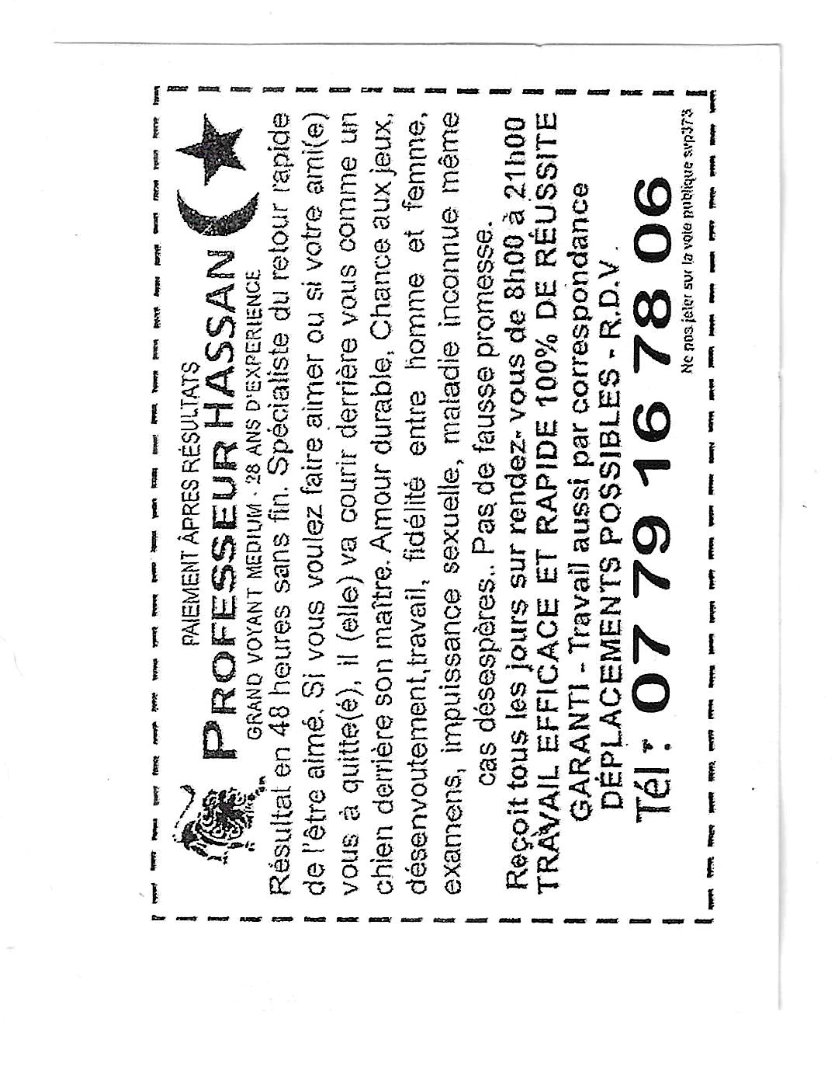 PAIEMENT ÂPRES RÉSULTATS
PROFESSEUR HASSAN
GRAND VOYANT MEDIUM - 28 ANS D'EXPERIENCE
Résultat en 48 heures sans fin. Spécialiste du retour rapide
de l'être aimé. Si vous voulez faire aimer ou si votre ami(e)
vous à quitte(é), il (elle) va courir derrière vous comme un
chien derrière son maître. Amour durable, Chance aux jeux,
désenvoutement, travail, fidélité entre homme et femme,
examens, impuissance sexuelle, maladie inconnue même
cas désespères.. Pas de fausse promesse.
Reçoit tous les jours sur rendez- vous de 8h00 à 21h00
TRAVAIL EFFICACE ET RAPIDE 100% DE RÉUSSITE
GARANTI - Travail aussi par correspondance
DÉPLACEMENTS POSSIBLES - R.D.V.
Tél : 07 79 16 78 06
Ne pas jeter sur la voie publique svp373